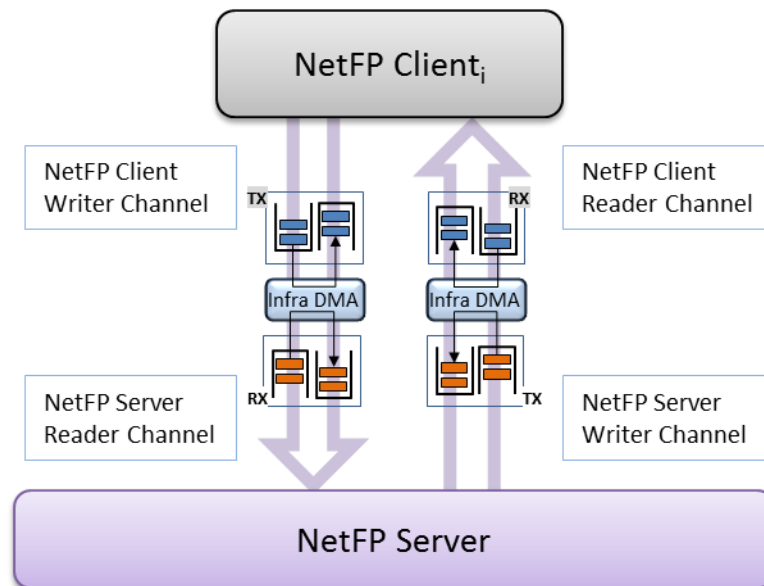 NetFP Clientᵢ
NetFP Client
Writer Channel
TX
RX
NetFP Client
Reader Channel
Infra DMA
Infra DMA
NetFP Server
Reader Channel
RX
TX
NetFP Server
Writer Channel
NetFP Server